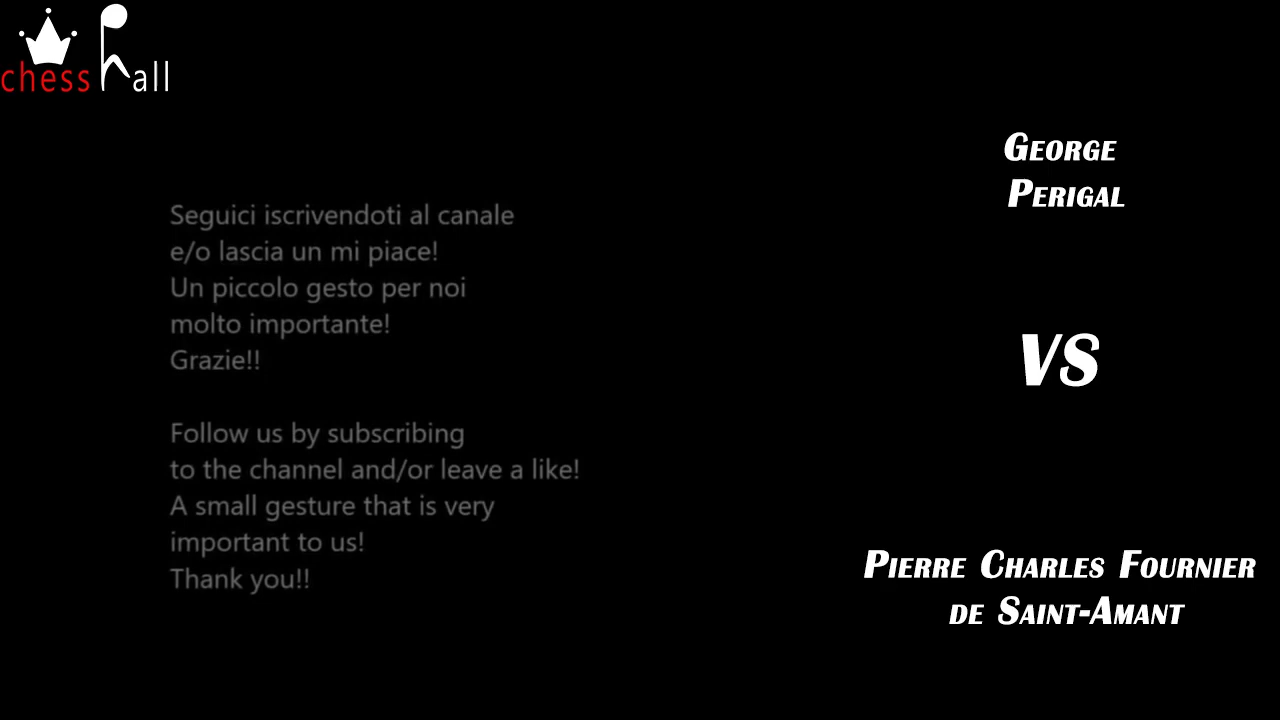 chess hall
Seguici iscrivendoti al canale
e/o lascia un mi piace!
Un piccolo gesto per noi
molto importante!
Grazie!!
Follow us by subscribing
to the channel and/or leave a like!
A small gesture that is very
important to us!
Thank you!!
George
Perigal
VS
Pierre Charles Fournier
de Saint-Amant